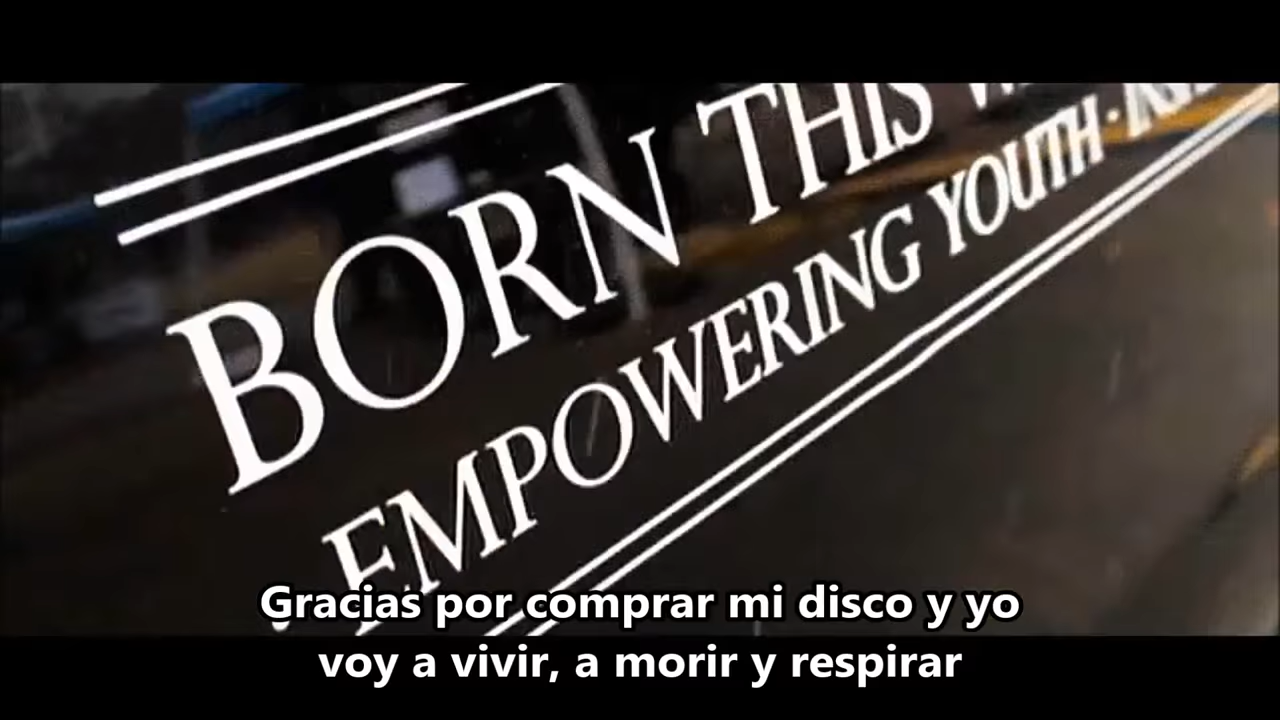 BORN THIS
· EMPOWERING YOUTH ·
Gracias por comprar mi disco y yo
voy a vivir, a morir y respirar